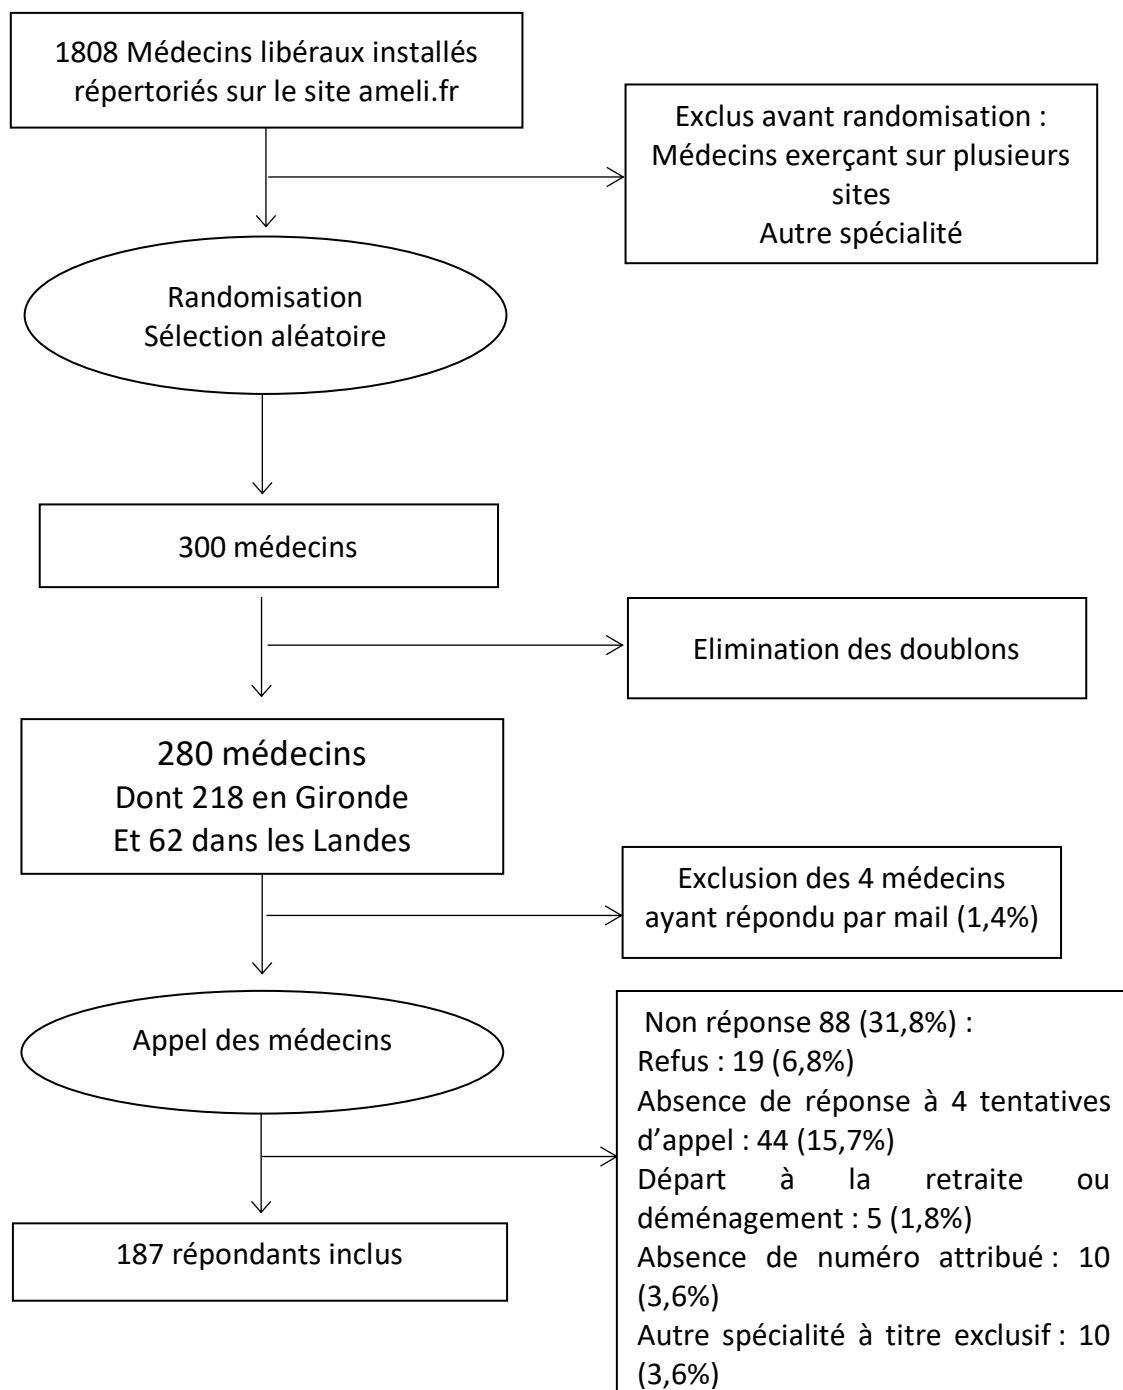 1808 Médecins libéraux installés
répertoriés sur le site ameli.fr
Exclus avant randomisation :
Médecins exerçant sur plusieurs
sites
Autre spécialité
Randomisation
Sélection aléatoire
300 médecins
Elimination des doublons
280 médecins
Dont 218 en Gironde
Et 62 dans les Landes
Exclusion des 4 médecins
ayant répondu par mail (1,4%)
Appel des médecins
Non réponse 88 (31,8%) :
Refus : 19 (6,8%)
Absence de réponse à 4 tentatives
d’appel : 44 (15,7%)
Départ à la retraite ou
déménagement : 5 (1,8%)
Absence de numéro attribué : 10
(3,6%)
Autre spécialité à titre exclusif : 10
(3,6%)
187 répondants inclus